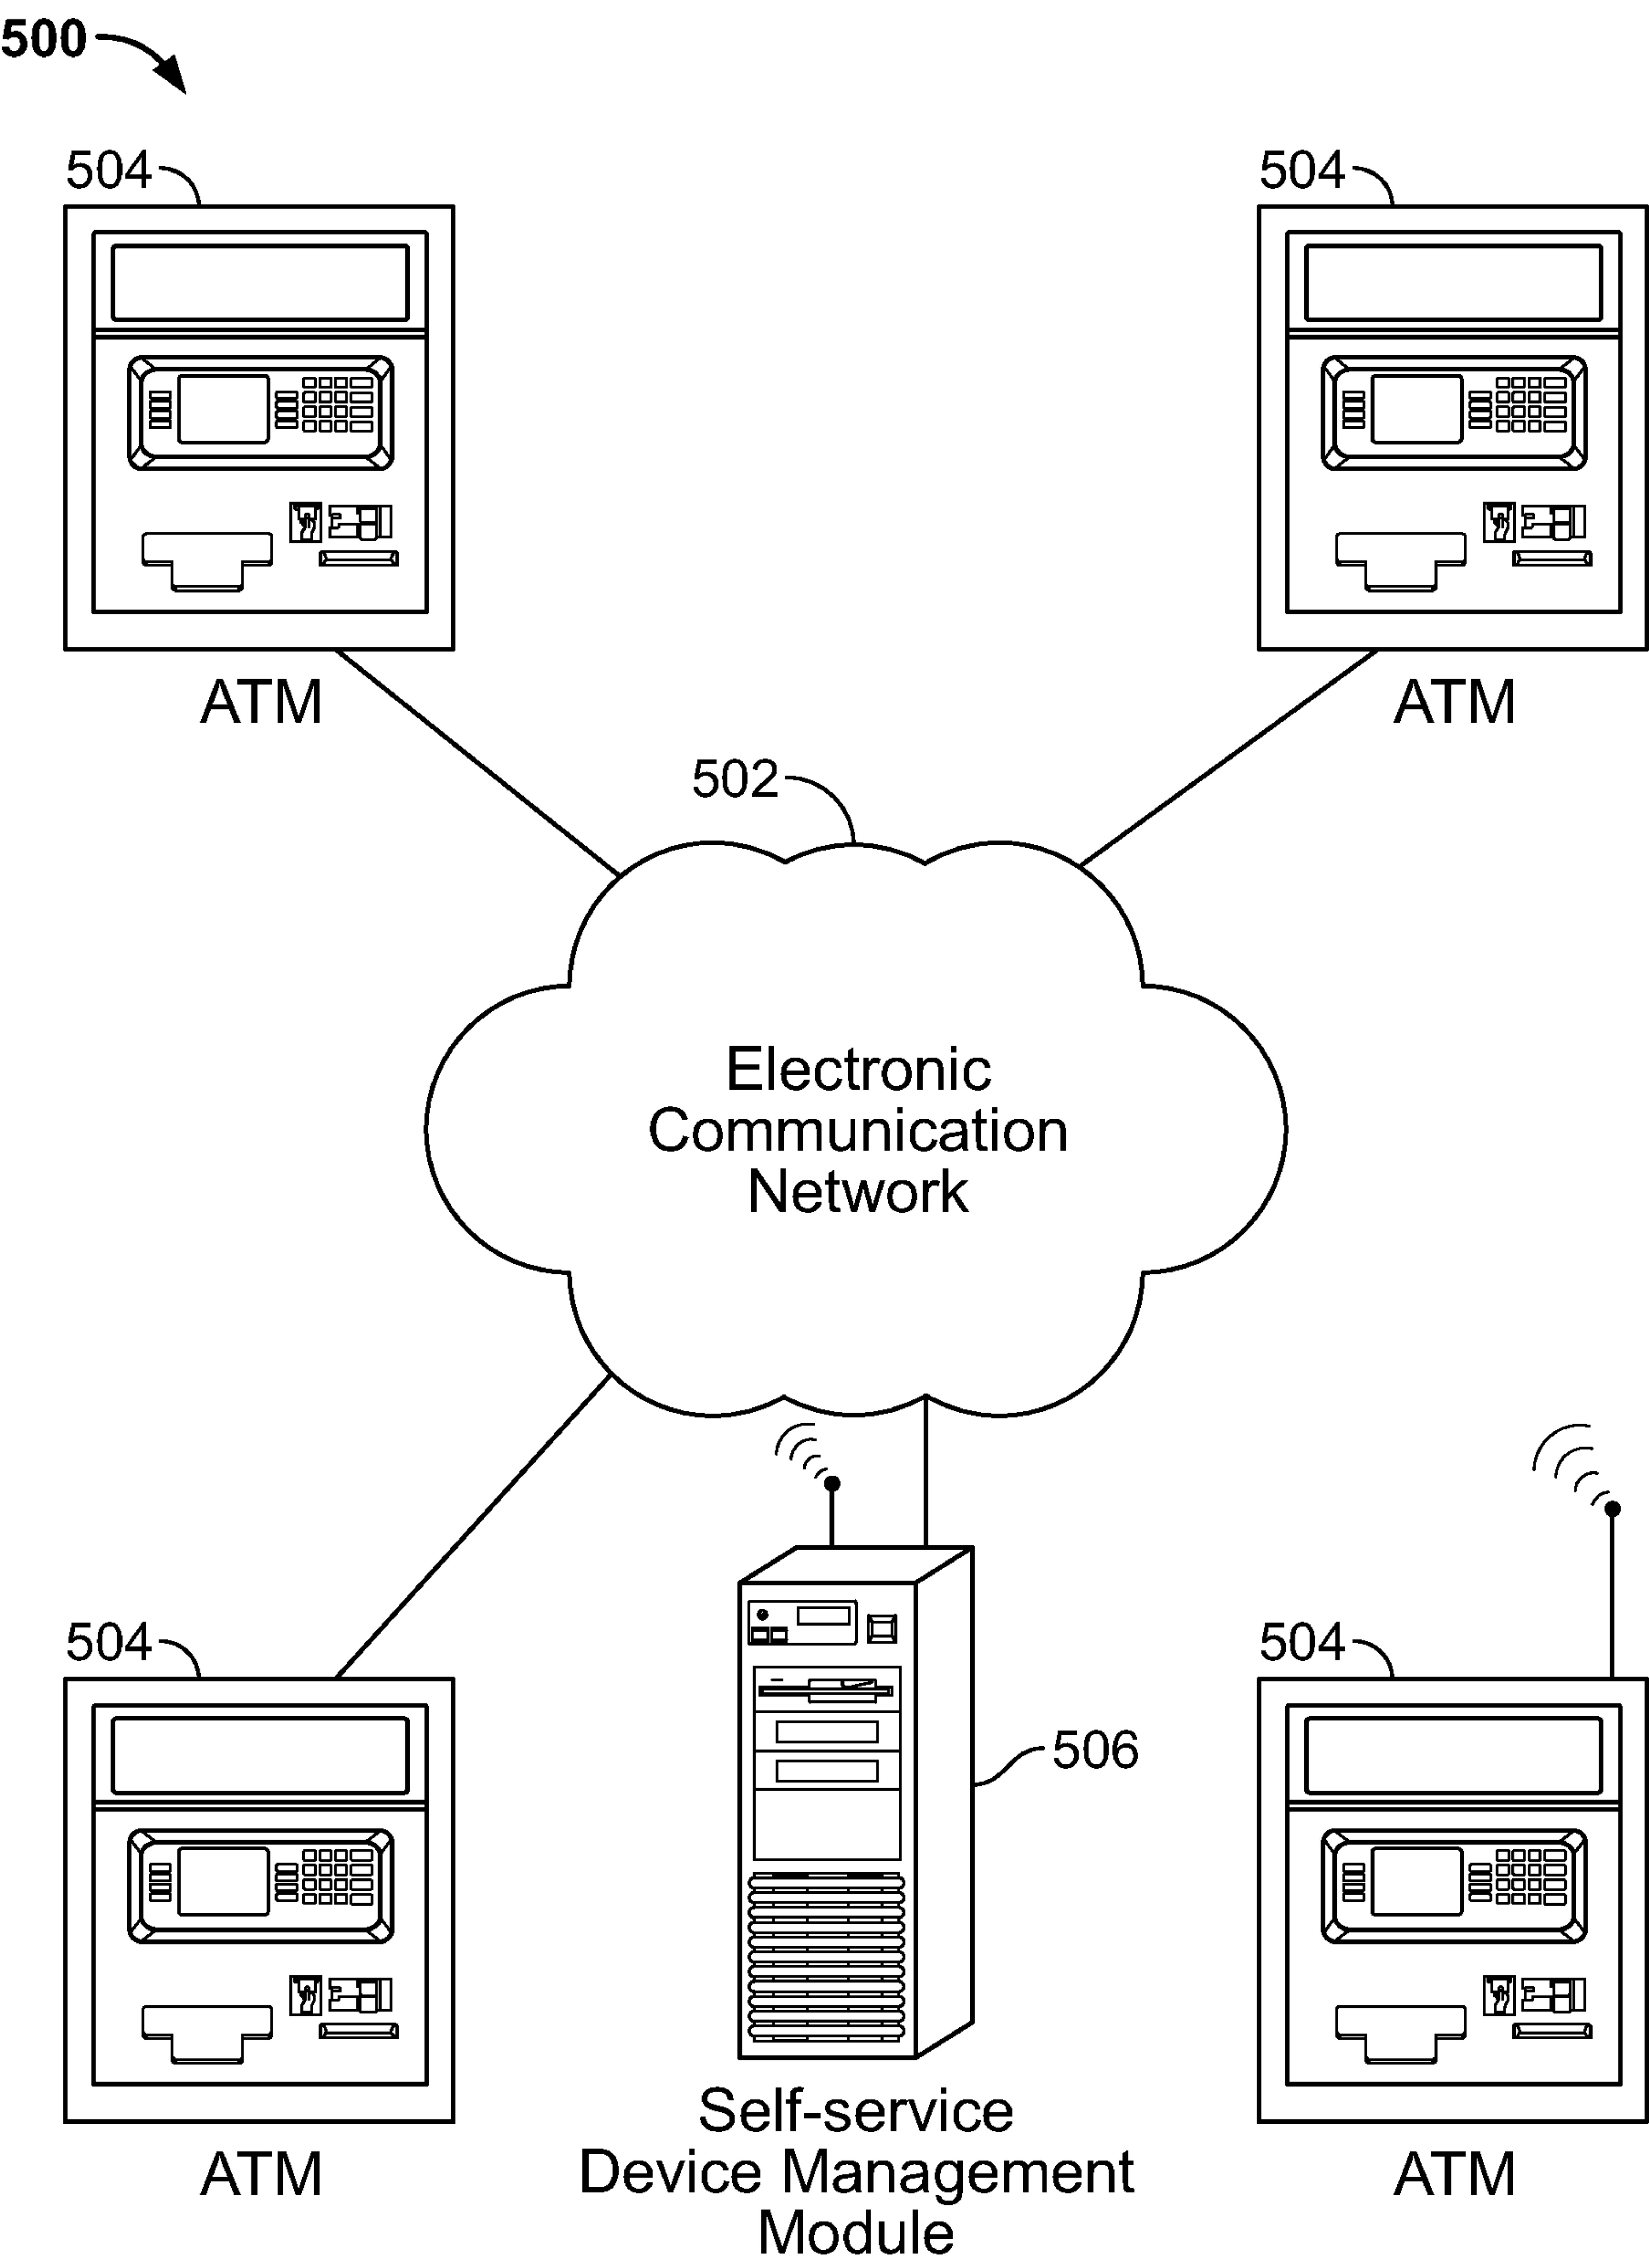 500
504
504
ATM
ATM
502
Electronic
Communication
Network
504
504
506
ATM
Self-service
Device Management
Module
ATM